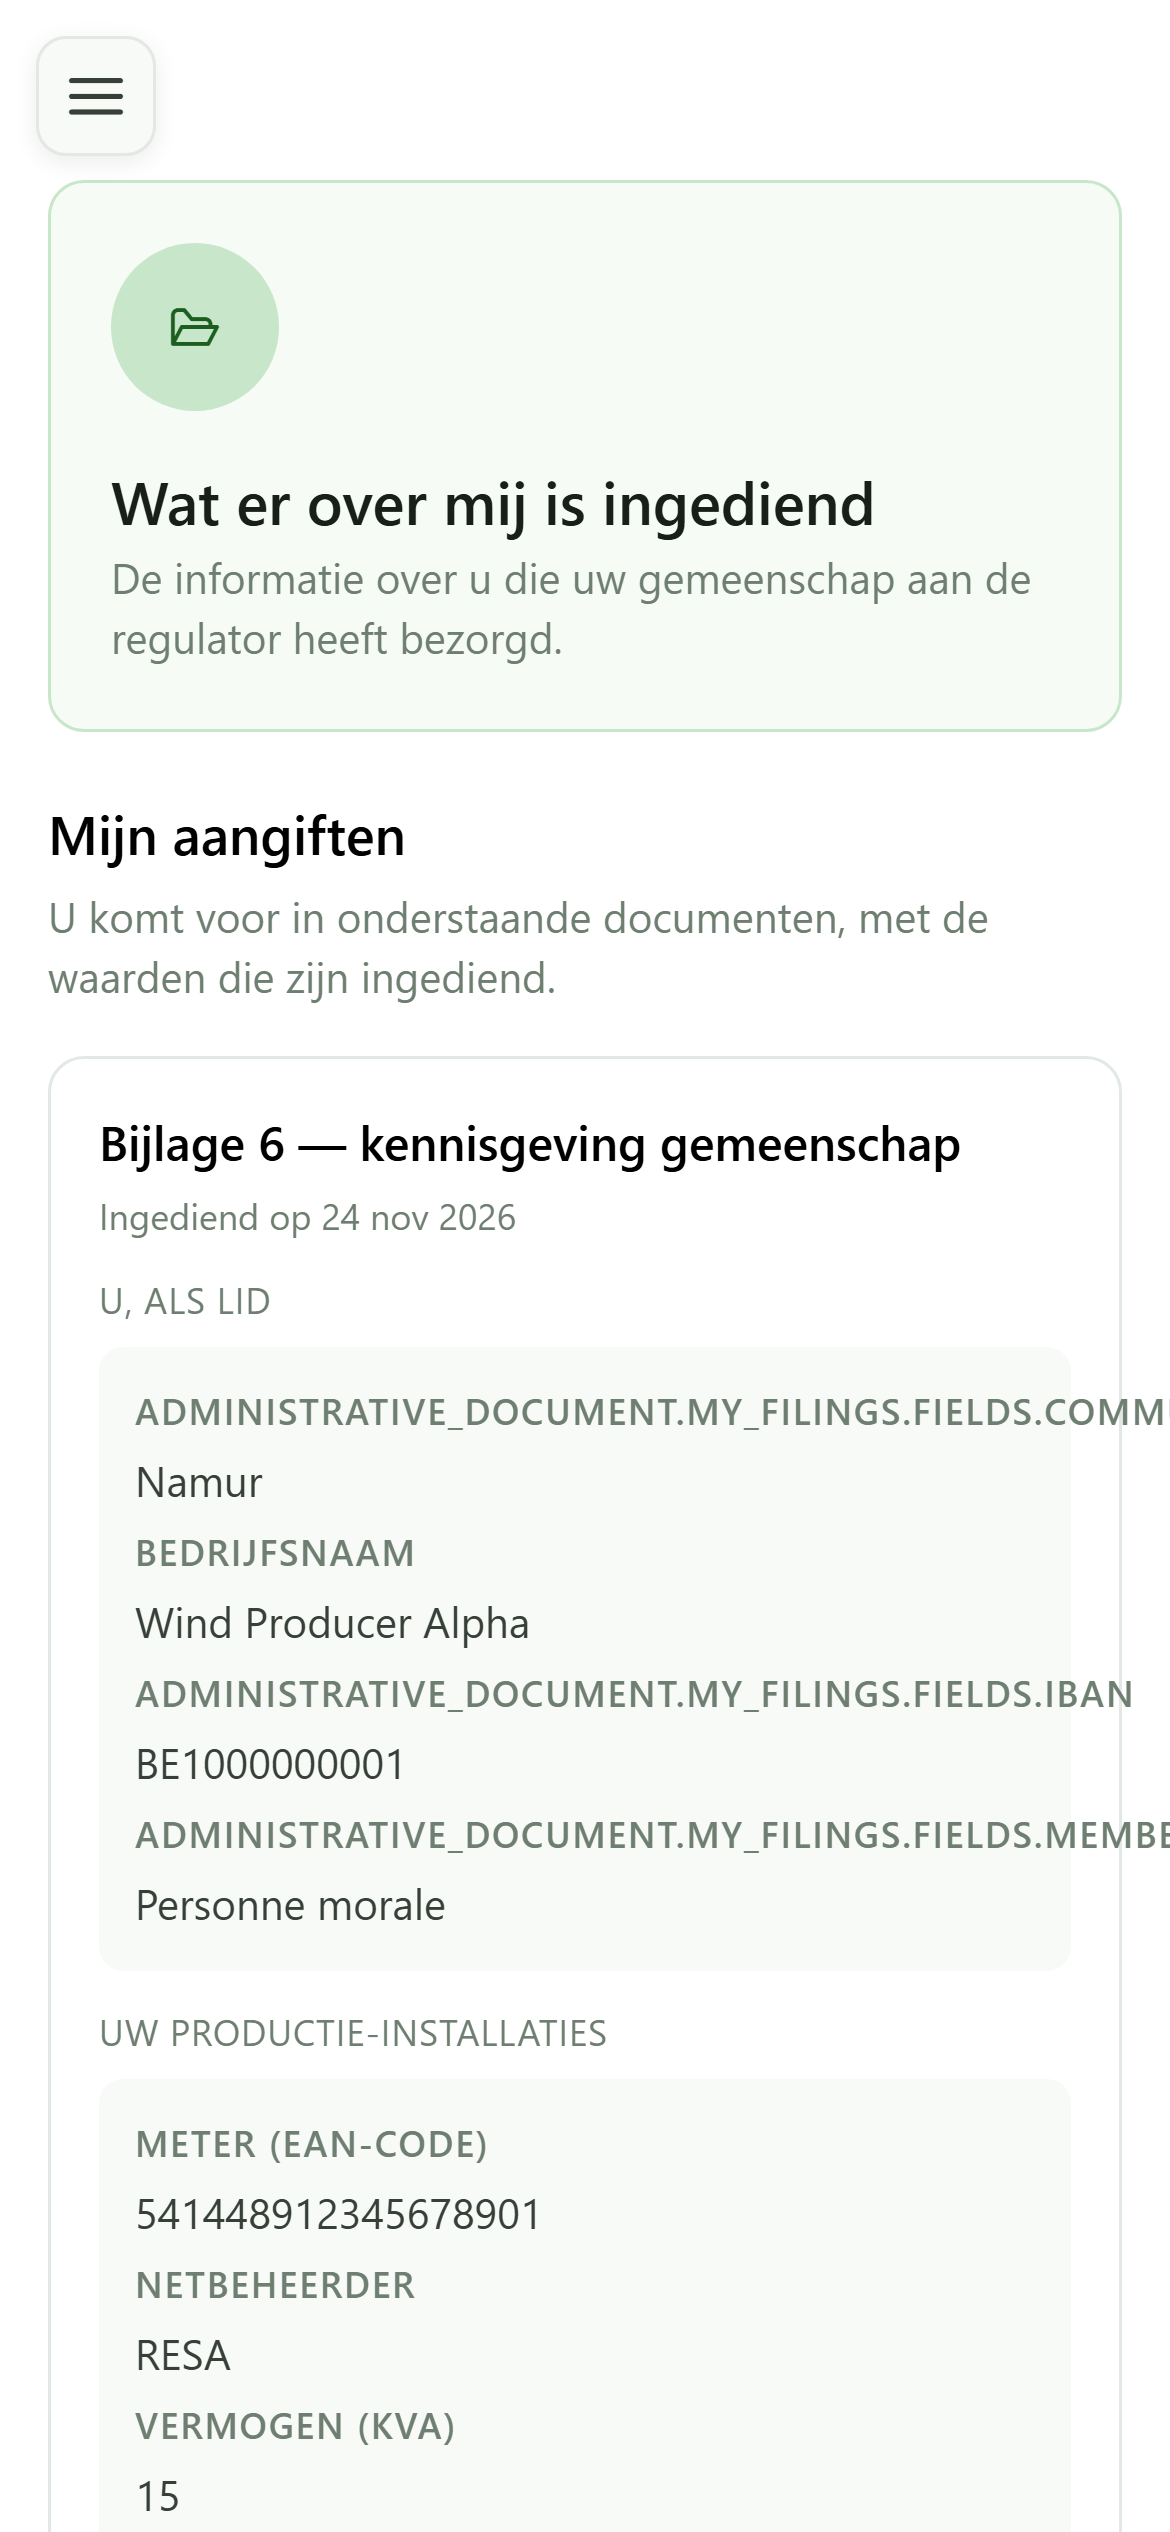 Wat er over mij is ingediend
De informatie over u die uw gemeenschap aan de
regulator heeft bezorgd.
Mijn aangiften
U komt voor in onderstaande documenten, met de
waarden die zijn ingediend.
Bijlage 6 — kennisgeving gemeenschap
Ingediend op 24 nov 2026
U, ALS LID
ADMINISTRATIVE_DOCUMENT.MY_FILINGS.FIELDS.COMM
Namur
BEDRIJFSNAAM
Wind Producer Alpha
ADMINISTRATIVE_DOCUMENT.MY_FILINGS.FIELDS.IBAN
BE1000000001
ADMINISTRATIVE_DOCUMENT.MY_FILINGS.FIELDS.MEMBE
Personne morale
UW PRODUCTIE-INSTALLATIES
METER (EAN-CODE)
541448912345678901
NETBEHEERDER
RESA
VERMOGEN (KVA)
15